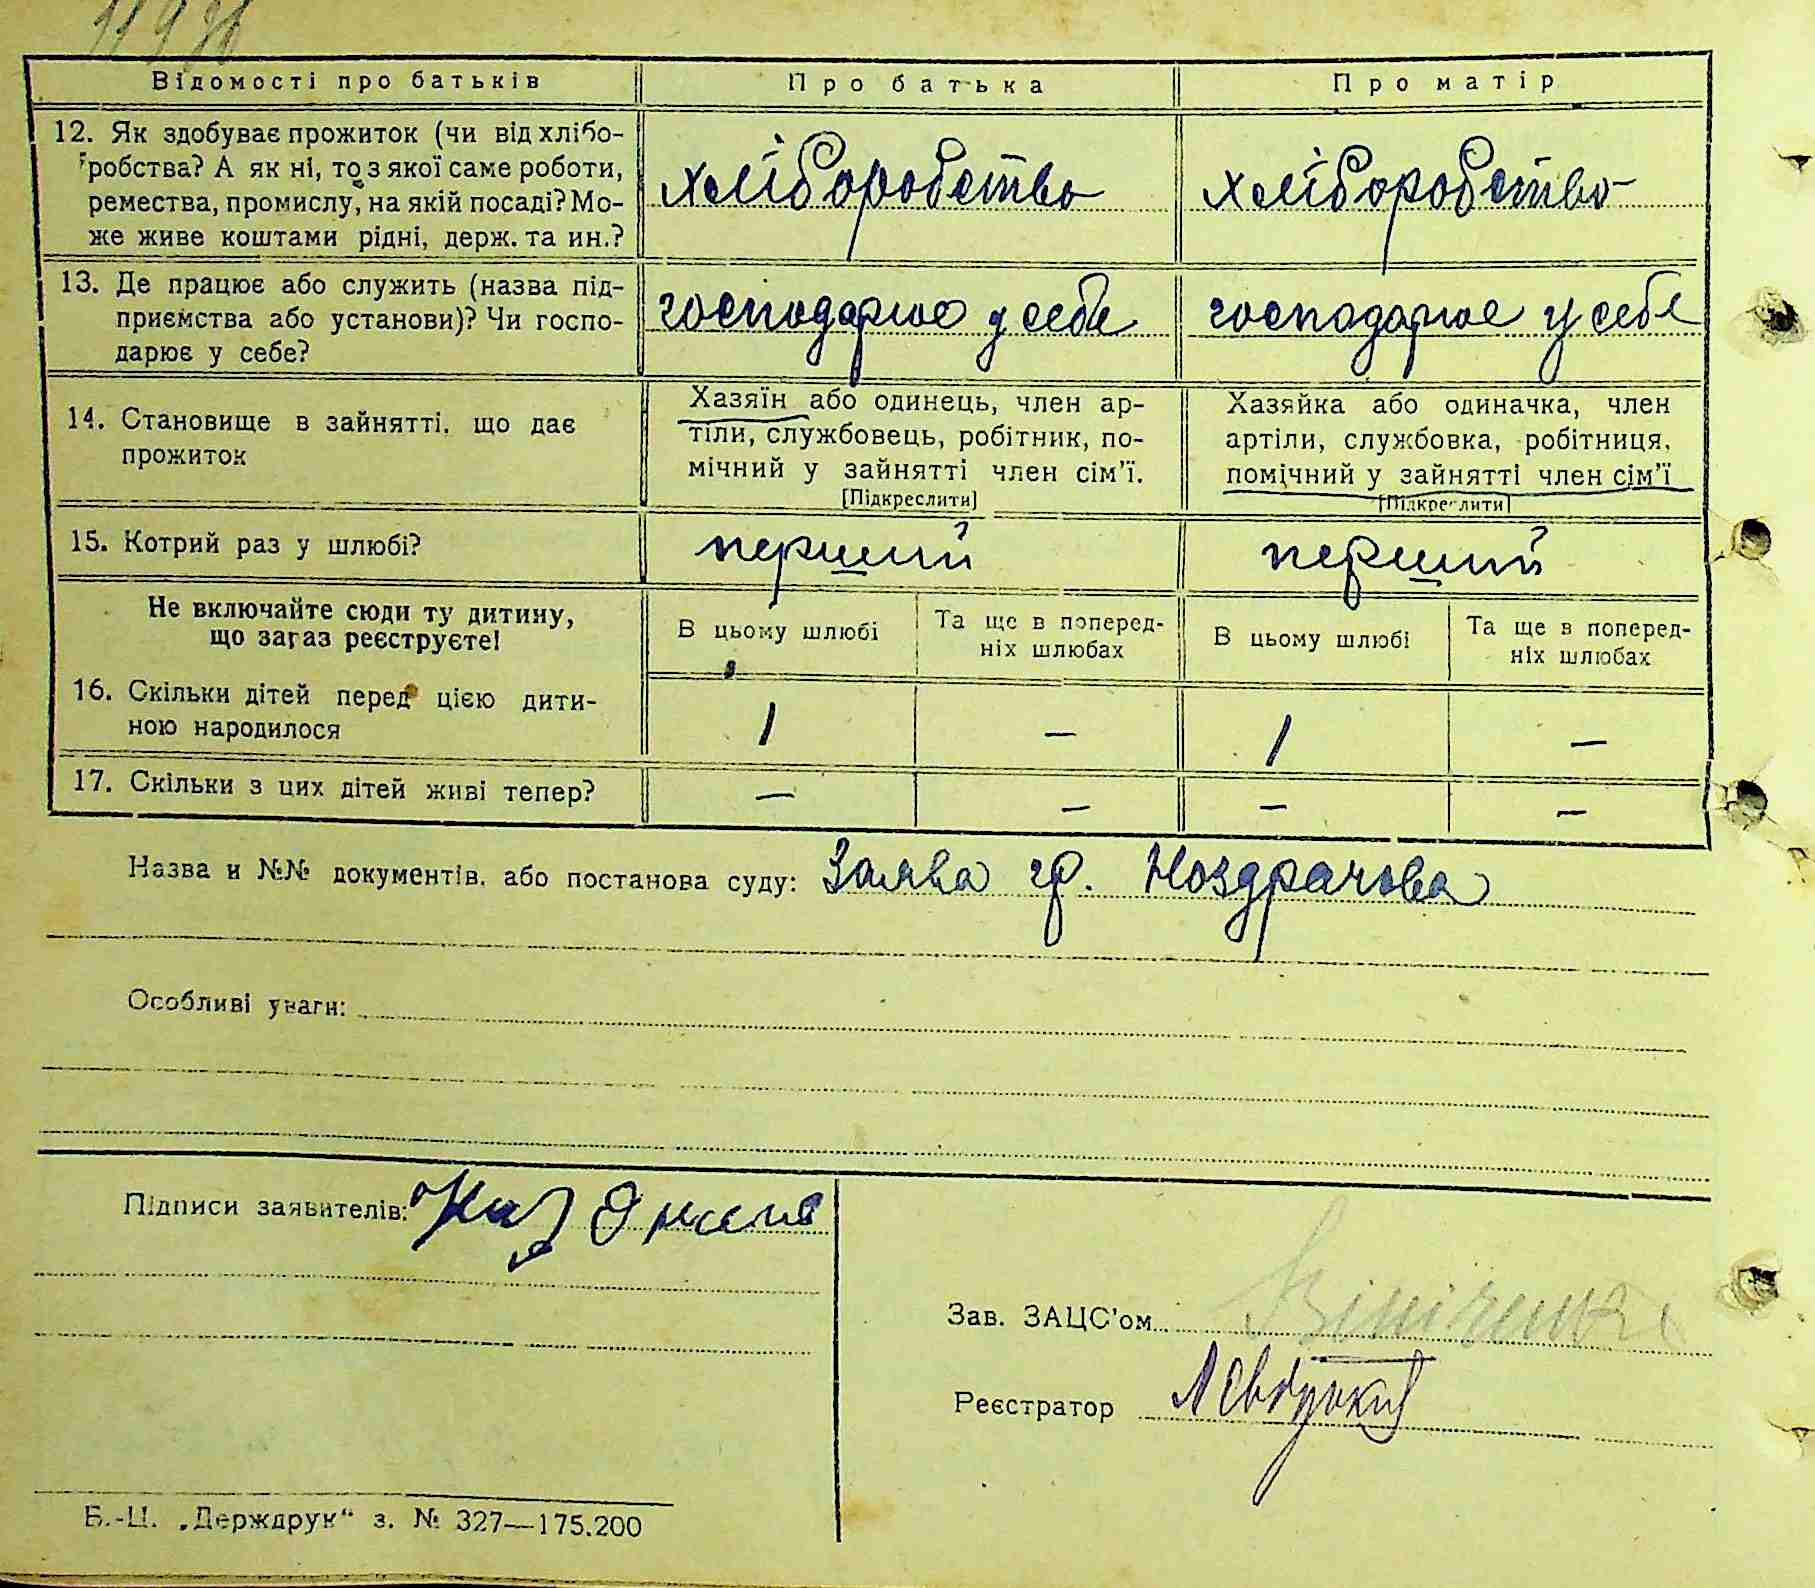 Відомості про батьків
Про батька
Про матір
12. Як здобуває прожиток (чи від хлібо-
робства? А як ні, то з якої саме роботи,
ремества, промислу, на якій посаді? Мо-
же живе коштами рідні, держ. та ин.?
хліборобство
хліборобство
13. Де працює або служить (назва під-
приємства або установи)? Чи госпо-
дарює у себе?
господарює у себе
господарює у себе
14. Становище в зайнятті, що дає
прожиток
Хазяїн або одинець, член ар-
тіли, службовець, робітник, по-
мічний у зайнятті член сім'ї.
[Підкреслити]
Хазяйка або одиначка, член
артіли, службовка, робітниця,
помічний у зайнятті член сім'ї
[Підкреслити]
15. Котрий раз у шлюбі?
перший
перший
Не включайте сюди ту дитину,
що зараз реєструєте!
В цьому шлюбі
Та ще в поперед-
ніх шлюбах
В цьому шлюбі
Та ще в поперед-
ніх шлюбах
16. Скільки дітей перед цією дити-
ною народилося
1
—
1
—
17. Скільки з цих дітей живі тепер?
—
—
—
—
Назва и №№ документів, або постанова суду: Заява гр. Ноздрачова
Особливі уваги:
Підписи заявителів:
Зав. ЗАЦС'ом
Реєстратор
Б.-Ц. „Держдрук“ з. № 327—175.200